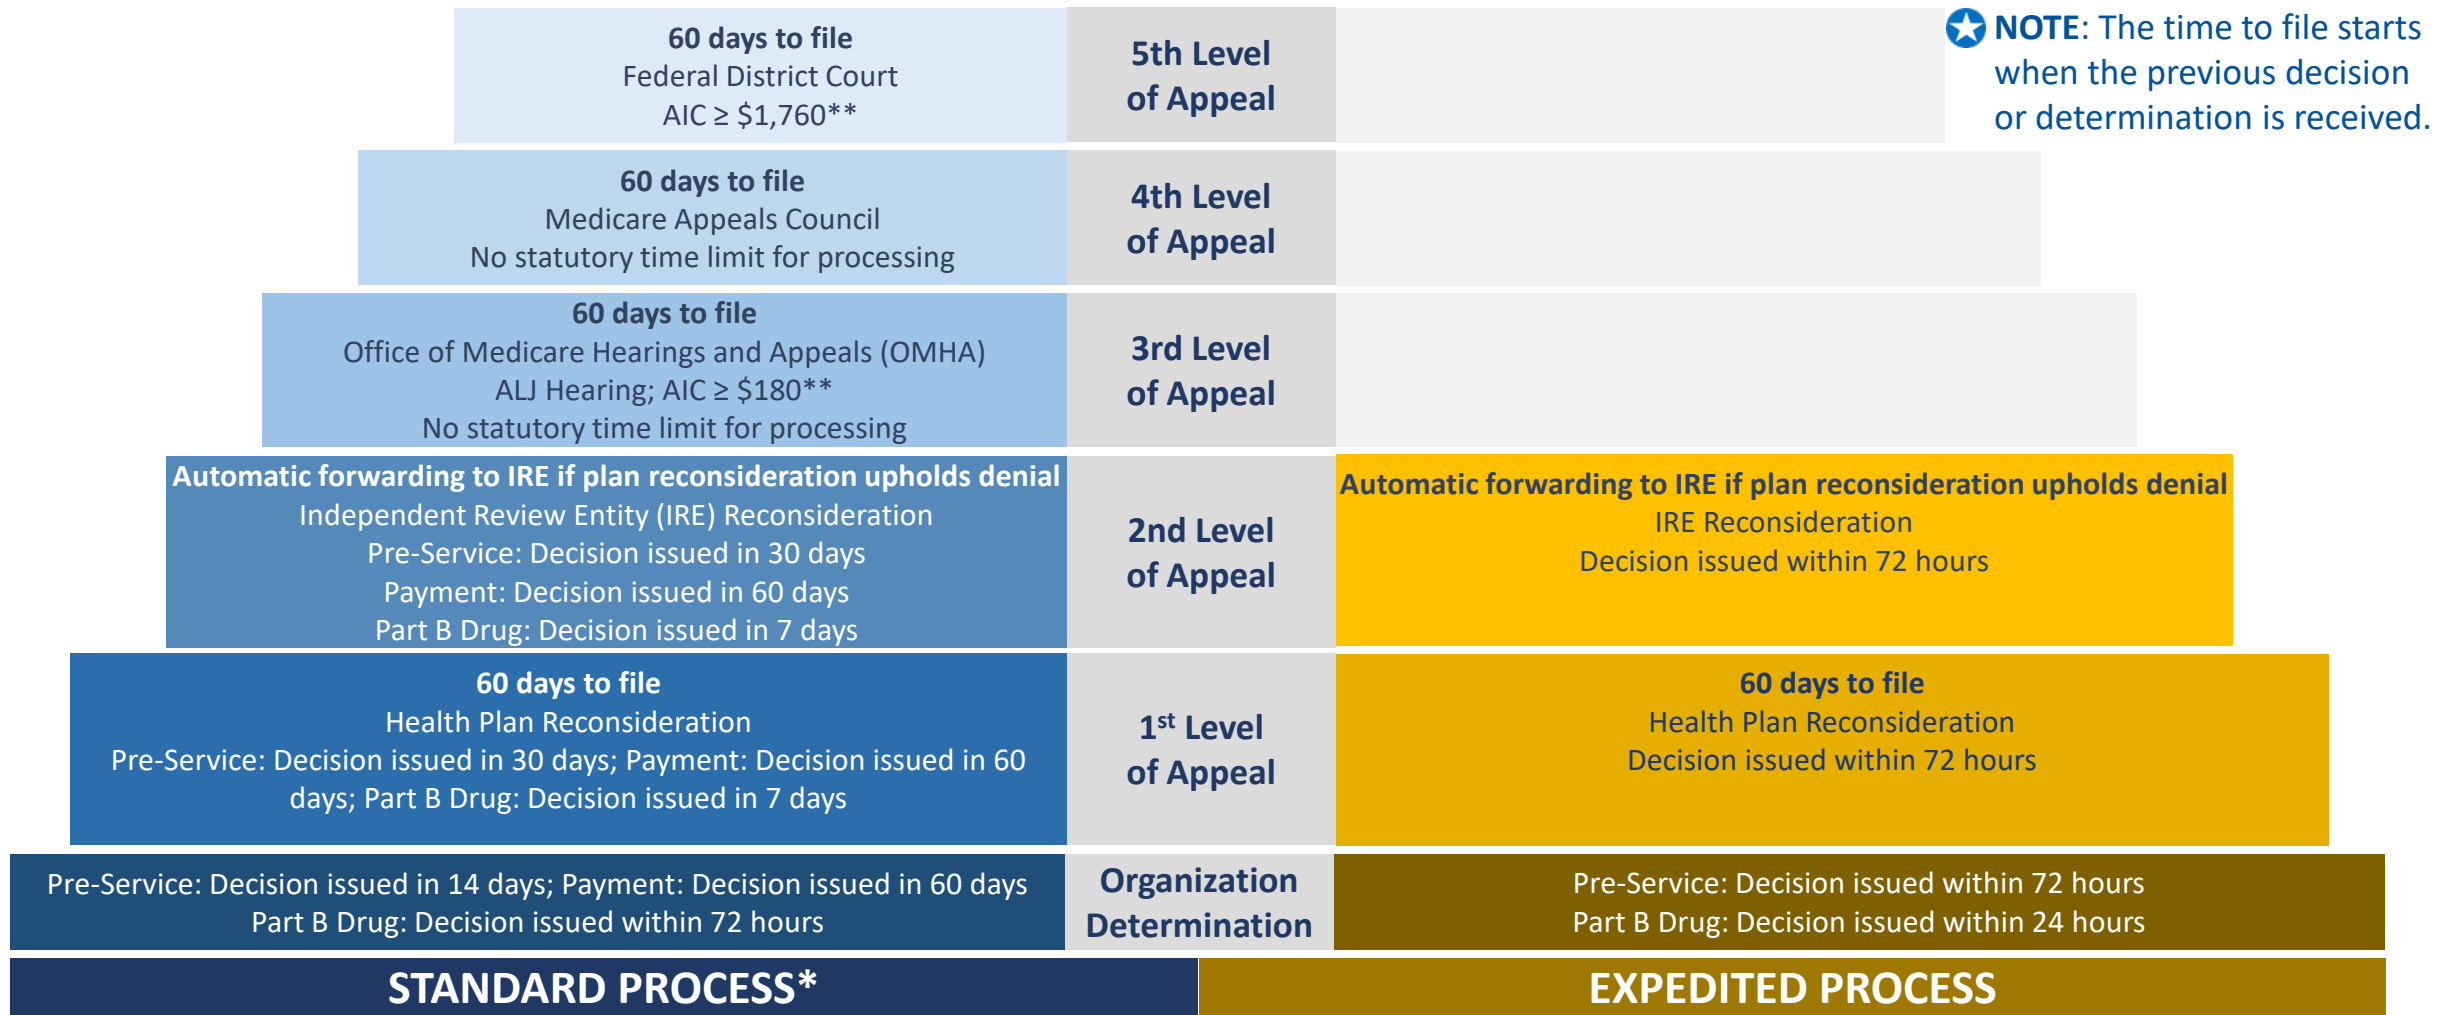 60 days to file
Federal District Court
AIC ≥ $1,760**
5th Level
of Appeal
NOTE: The time to file starts
when the previous decision
or determination is received.
60 days to file
Medicare Appeals Council
No statutory time limit for processing
4th Level
of Appeal
60 days to file
Office of Medicare Hearings and Appeals (OMHA)
ALJ Hearing; AIC ≥ $180**
No statutory time limit for processing
3rd Level
of Appeal
Automatic forwarding to IRE if plan reconsideration upholds denial
Independent Review Entity (IRE) Reconsideration
Pre-Service: Decision issued in 30 days
Payment: Decision issued in 60 days
Part B Drug: Decision issued in 7 days
2nd Level
of Appeal
Automatic forwarding to IRE if plan reconsideration upholds denial
IRE Reconsideration
Decision issued within 72 hours
60 days to file
Health Plan Reconsideration
Pre-Service: Decision issued in 30 days; Payment: Decision issued in 60
days; Part B Drug: Decision issued in 7 days
1st Level
of Appeal
60 days to file
Health Plan Reconsideration
Decision issued within 72 hours
Pre-Service: Decision issued in 14 days; Payment: Decision issued in 60 days
Part B Drug: Decision issued within 72 hours
Organization
Determination
Pre-Service: Decision issued within 72 hours
Part B Drug: Decision issued within 24 hours
STANDARD PROCESS*
EXPEDITED PROCESS